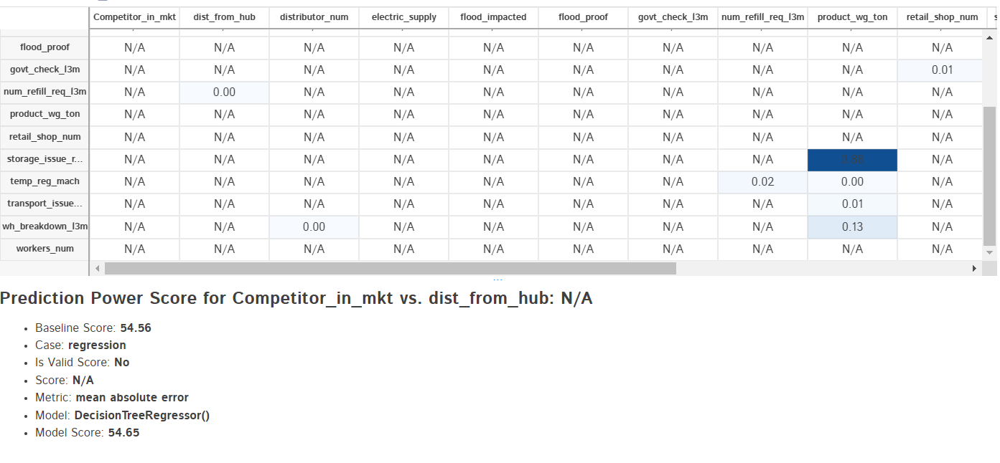 Competitor_in_mkt dist_from_hub distributor_num electric_supply flood_impacted flood_proof govt_check_l3m num_refill_req_l3m product_wg_ton retail_shop_num
flood_proof N/A N/A N/A N/A N/A N/A N/A N/A N/A N/A
govt_check_l3m N/A N/A N/A N/A N/A N/A N/A N/A N/A 0.01
num_refill_req_l3m N/A 0.00 N/A N/A N/A N/A N/A N/A N/A N/A
product_wg_ton N/A N/A N/A N/A N/A N/A N/A N/A N/A N/A
retail_shop_num N/A N/A N/A N/A N/A N/A N/A N/A N/A N/A
storage_issue_r... N/A N/A N/A N/A N/A N/A N/A N/A N/A
temp_reg_mach N/A N/A N/A N/A N/A N/A N/A 0.02 0.00 N/A
transport_issue... N/A N/A N/A N/A N/A N/A N/A N/A 0.01 N/A
wh_breakdown_l3m N/A N/A 0.00 N/A N/A N/A N/A N/A 0.13 N/A
workers_num N/A N/A N/A N/A N/A N/A N/A N/A N/A N/A
Prediction Power Score for Competitor_in_mkt vs. dist_from_hub: N/A
• Baseline Score: 54.56
• Case: regression
• Is Valid Score: No
• Score: N/A
• Metric: mean absolute error
• Model: DecisionTreeRegressor()
• Model Score: 54.65